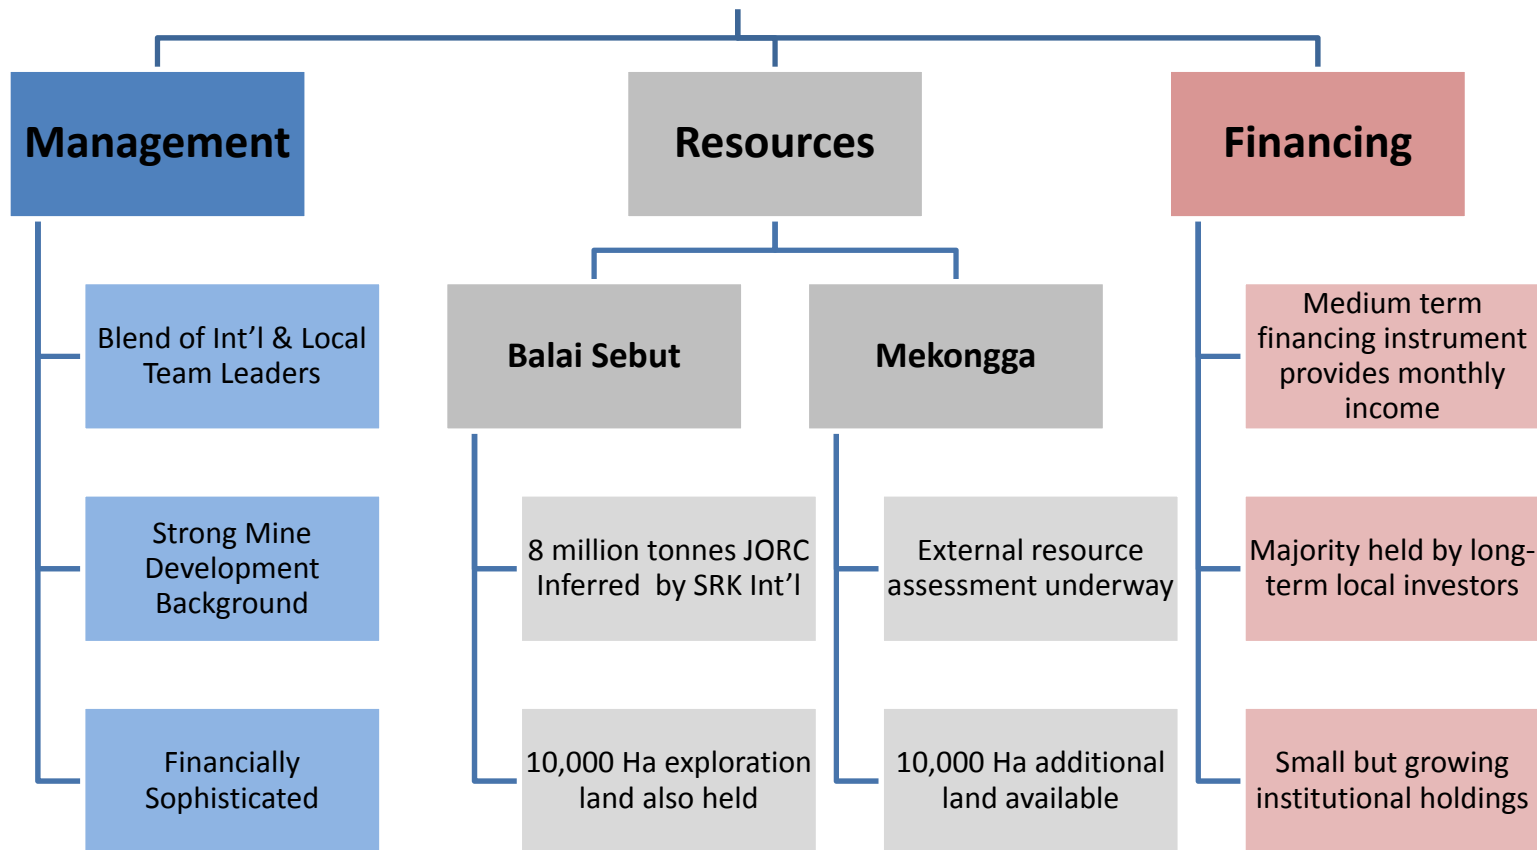 Management
Resources
Financing
Blend of Int’l & Local
Team Leaders
Strong Mine
Development
Background
Financially
Sophisticated
Balai Sebut
8 million tonnes JORC
Inferred  by SRK Int’l
10,000 Ha exploration
land also held
Mekongga
External resource
assessment underway
10,000 Ha additional
land available
Medium term
financing instrument
provides monthly
income
Majority held by long-
term local investors
Small but growing
institutional holdings